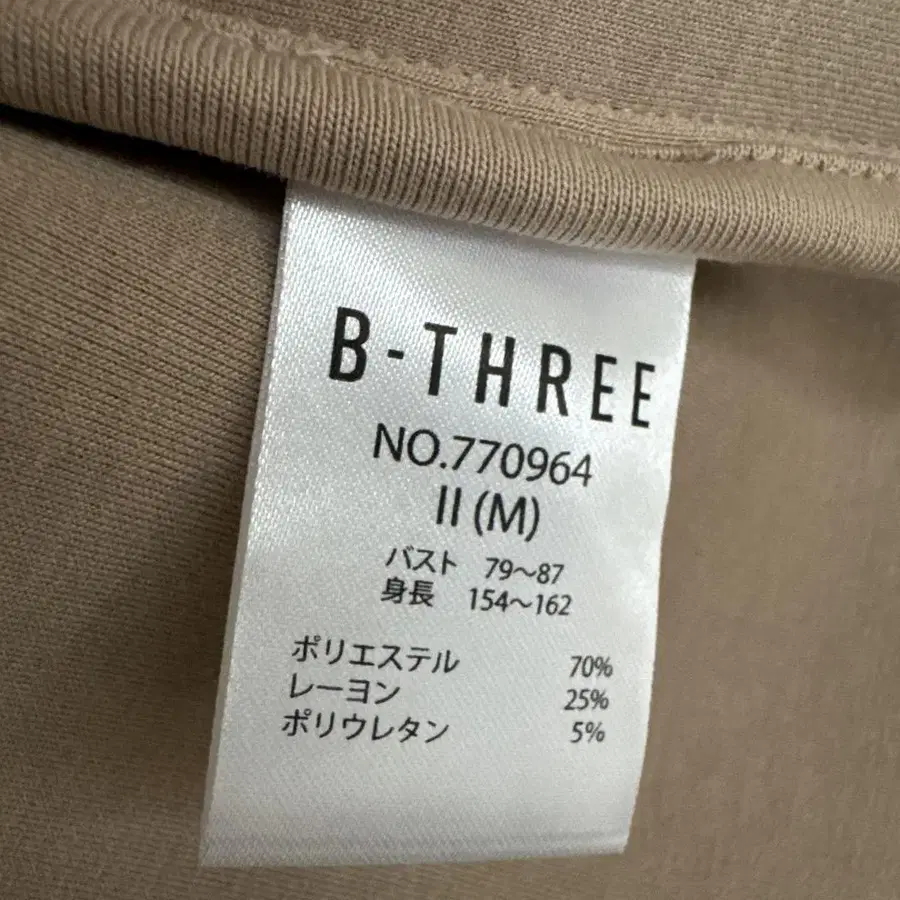 B-THREE
NO.770964
II (M)
バスト 79～87
身長 154～162
ポリエステル 70%
レーヨン 25%
ポリウレタン 5%